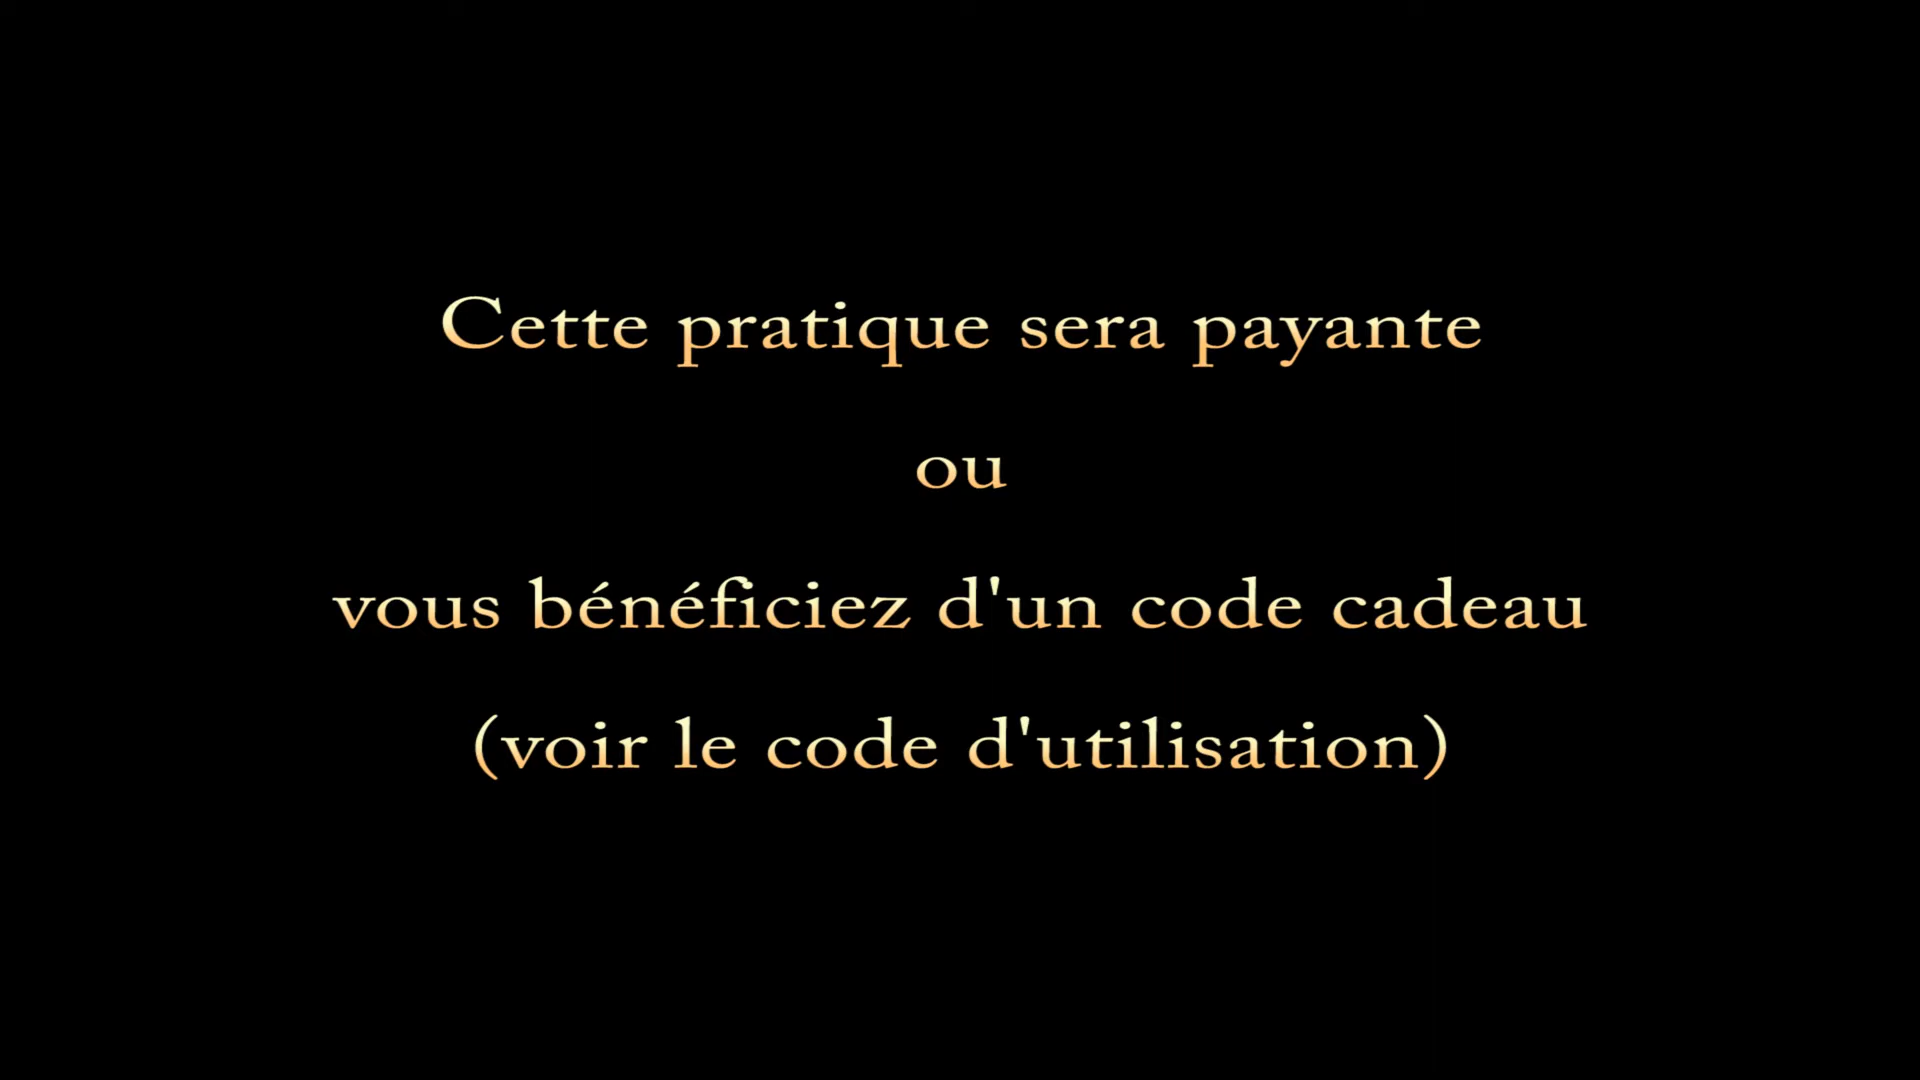 Cette pratique sera payante
ou
vous bénéficiez d'un code cadeau
(voir le code d'utilisation)